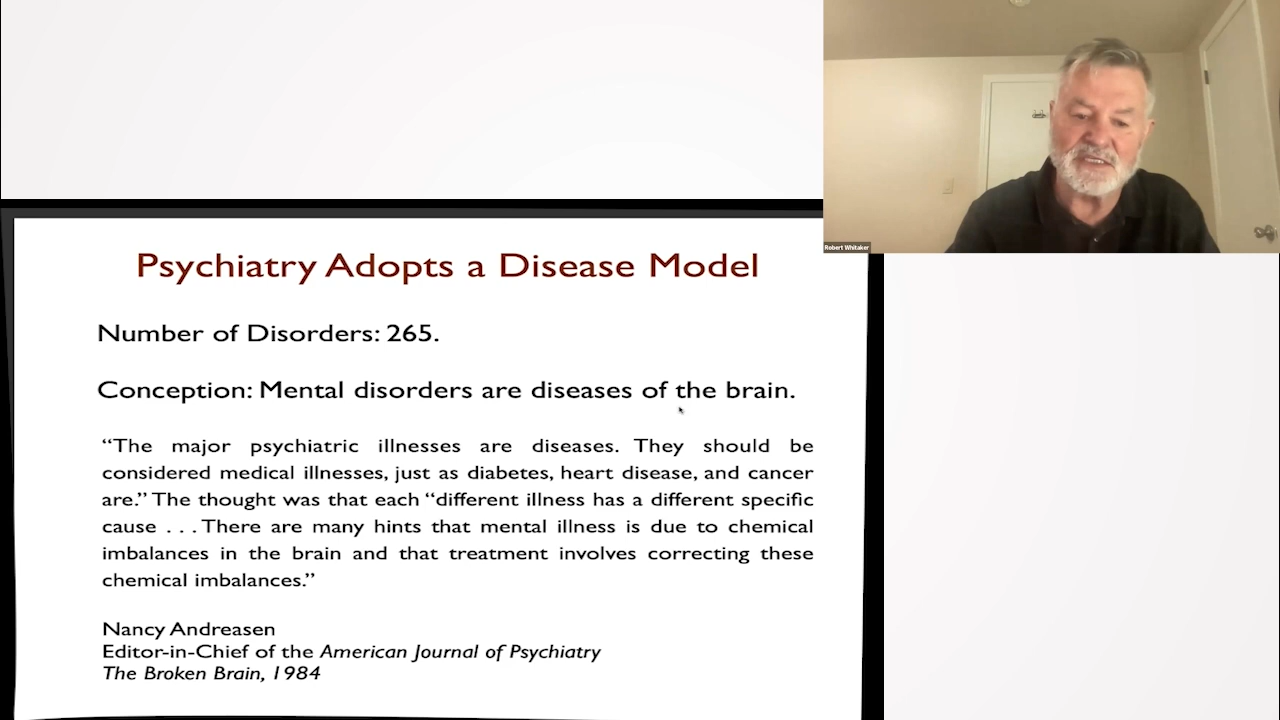 Robert Whitaker
Psychiatry Adopts a Disease Model
Number of Disorders: 265.
Conception: Mental disorders are diseases of the brain.
“The major psychiatric illnesses are diseases. They should be
considered medical illnesses, just as diabetes, heart disease, and cancer
are.” The thought was that each “different illness has a different specific
cause . . . There are many hints that mental illness is due to chemical
imbalances in the brain and that treatment involves correcting these
chemical imbalances.”
Nancy Andreasen
Editor-in-Chief of the American Journal of Psychiatry
The Broken Brain, 1984